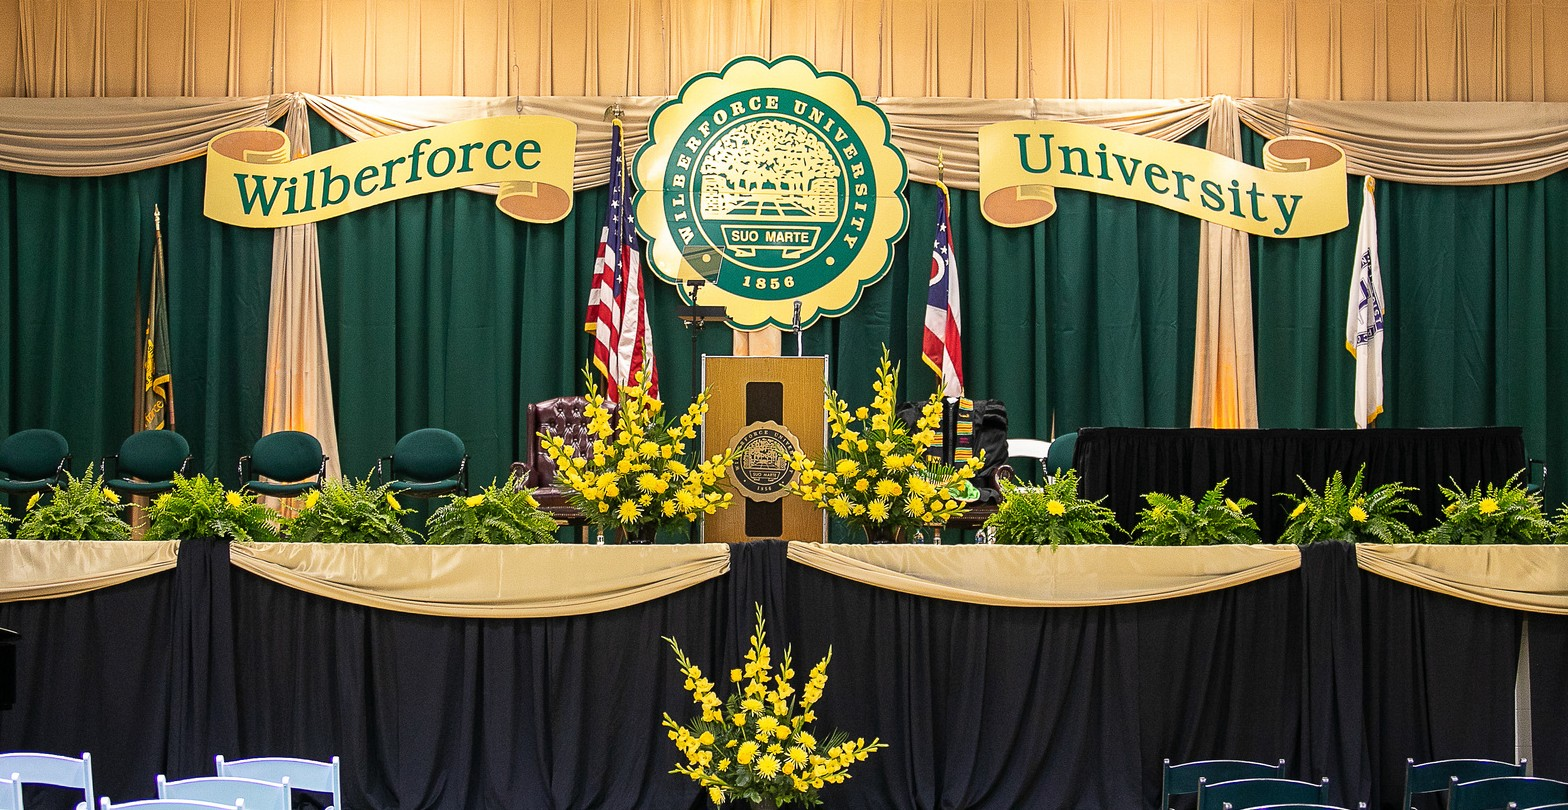 Wilberforce
University
WILBERFORCE UNIVERSITY
SUO MARTE
1856